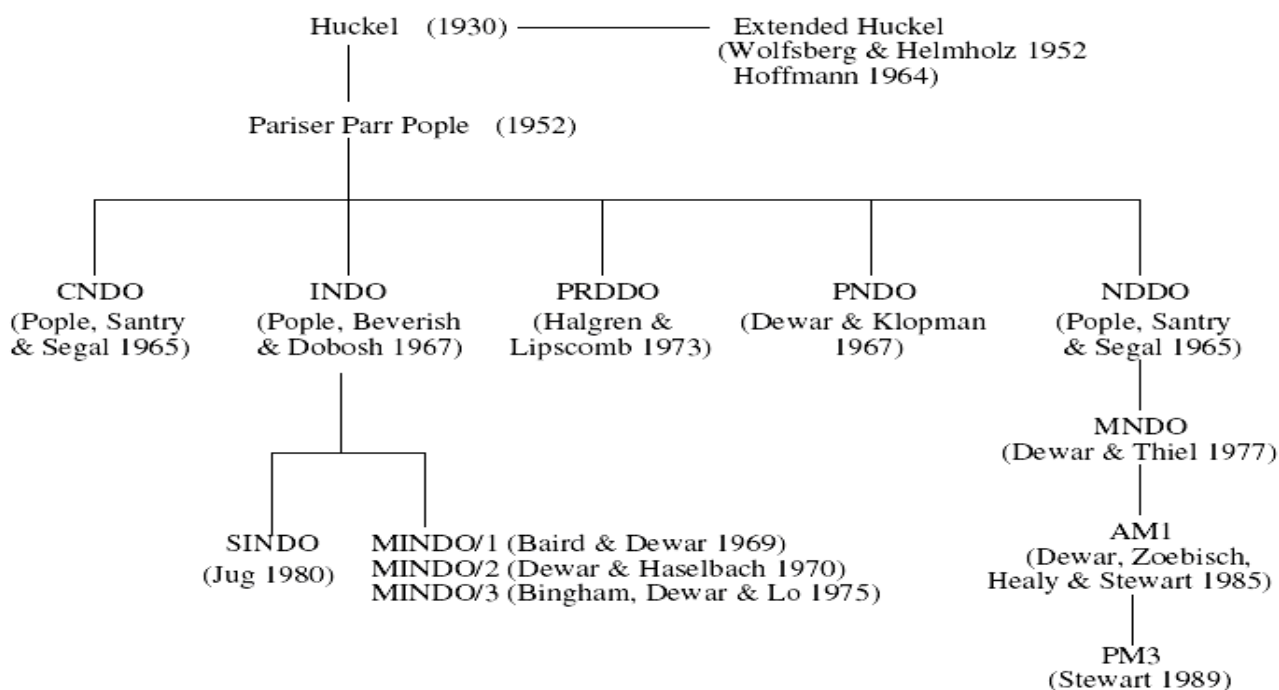 Huckel (1930)
Extended Huckel
(Wolfsberg & Helmholz 1952
Hoffmann 1964)
Pariser Parr Pople (1952)
CNDO
(Pople, Santry
& Segal 1965)
INDO
(Pople, Beverish
& Dobosh 1967)
PRDDO
(Halgren &
Lipscomb 1973)
PNDO
(Dewar & Klopman
1967)
NDDO
(Pople, Santry
& Segal 1965)
MNDO
(Dewar & Thiel 1977)
SINDO
(Jug 1980)
MINDO/1 (Baird & Dewar 1969)
MINDO/2 (Dewar & Haselbach 1970)
MINDO/3 (Bingham, Dewar & Lo 1975)
AM1
(Dewar, Zoebisch,
Healy & Stewart 1985)
PM3
(Stewart 1989)